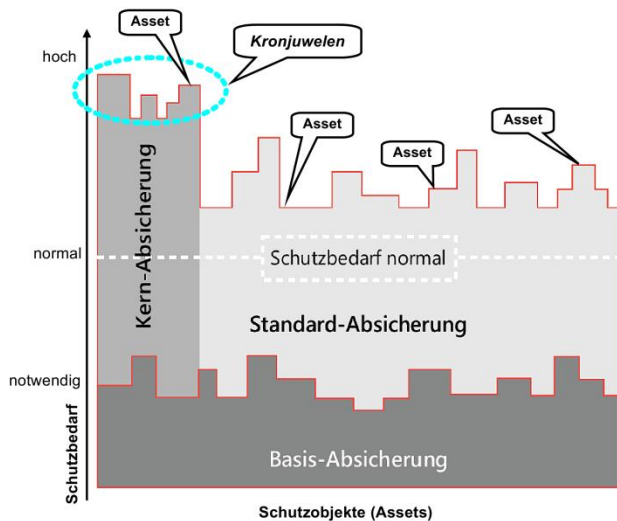 Asset
Kronjuwelen
hoch
Asset
Asset
Asset
Kern-Absicherung
normal
Schutzbedarf normal
Standard-Absicherung
notwendig
Basis-Absicherung
Schutzbedarf
Schutzobjekte (Assets)